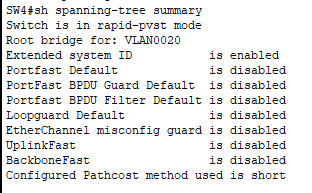 SW4#sh spanning-tree summary
Switch is in rapid-pvst mode
Root bridge for: VLAN0020
Extended system ID           is enabled
Portfast Default             is disabled
PortFast BPDU Guard Default  is disabled
Portfast BPDU Filter Default is disabled
Loopguard Default            is disabled
EtherChannel misconfig guard is disabled
UplinkFast                   is disabled
BackboneFast                 is disabled
Configured Pathcost method used is short